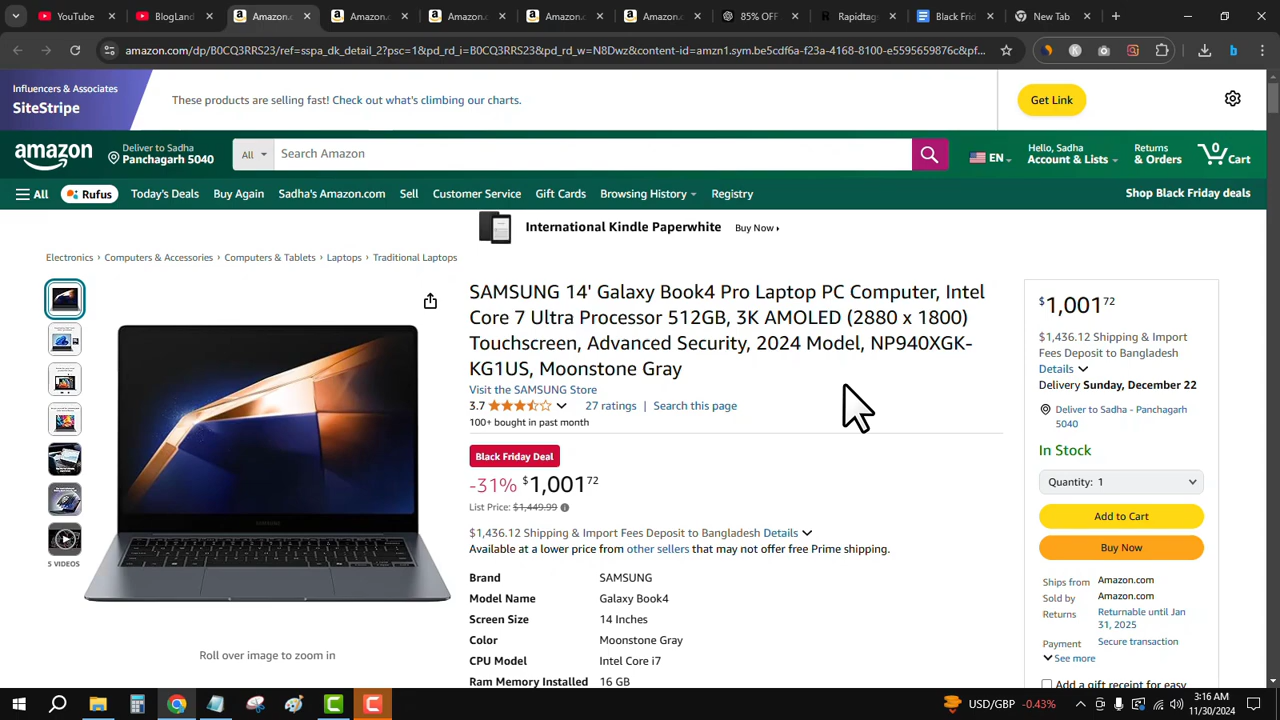 YouTube
BlogLand
Amazon.c
Amazon.c
Amazon.c
Amazon.c
Amazon.c
85% OFF
Rapidtag
Black Frid
New Tab
amazon.com/dp/B0CQ3RRS23/ref=sspa_dk_detail_2?psc=1&pd_rd_i=B0CQ3RRS23&pd_rd_w=N8Dwz&content-id=amzn1.sym.be5cdf6a-f23a-4168-8100-e5595659876c&pf...
Influencers & Associates
SiteStripe
These products are selling fast! Check out what's climbing our charts.
Get Link
amazon
Deliver to Sadha
Panchagarh 5040
All
Search Amazon
EN
Hello, Sadha
Account & Lists
Returns
& Orders
0
Cart
All
Rufus
Today's Deals
Buy Again
Sadha's Amazon.com
Sell
Customer Service
Gift Cards
Browsing History
Registry
Shop Black Friday deals
International Kindle Paperwhite
Buy Now
Electronics › Computers & Accessories › Computers & Tablets › Laptops › Traditional Laptops
SAMSUNG 14' Galaxy Book4 Pro Laptop PC Computer, Intel
Core 7 Ultra Processor 512GB, 3K AMOLED (2880 x 1800)
Touchscreen, Advanced Security, 2024 Model, NP940XGK-
KG1US, Moonstone Gray
Visit the SAMSUNG Store
3.7
27 ratings | Search this page
100+ bought in past month
Black Friday Deal
-31% $1,00172
List Price: $1,449.99
$1,436.12 Shipping & Import Fees Deposit to Bangladesh Details
Available at a lower price from other sellers that may not offer free Prime shipping.
Brand SAMSUNG
Model Name Galaxy Book4
Screen Size 14 Inches
Color Moonstone Gray
CPU Model Intel Core i7
Ram Memory Installed 16 GB
5 VIDEOS
SAMSUNG
Roll over image to zoom in
$1,00172
$1,436.12 Shipping & Import
Fees Deposit to Bangladesh
Details
Delivery Sunday, December 22
Deliver to Sadha - Panchagarh
5040
In Stock
Quantity: 1
Add to Cart
Buy Now
Ships from Amazon.com
Sold by Amazon.com
Returns Returnable until Jan
31, 2025
Payment Secure transaction
See more
Add a gift receipt for easy
USD/GBP -0.43%
3:16 AM
11/30/2024